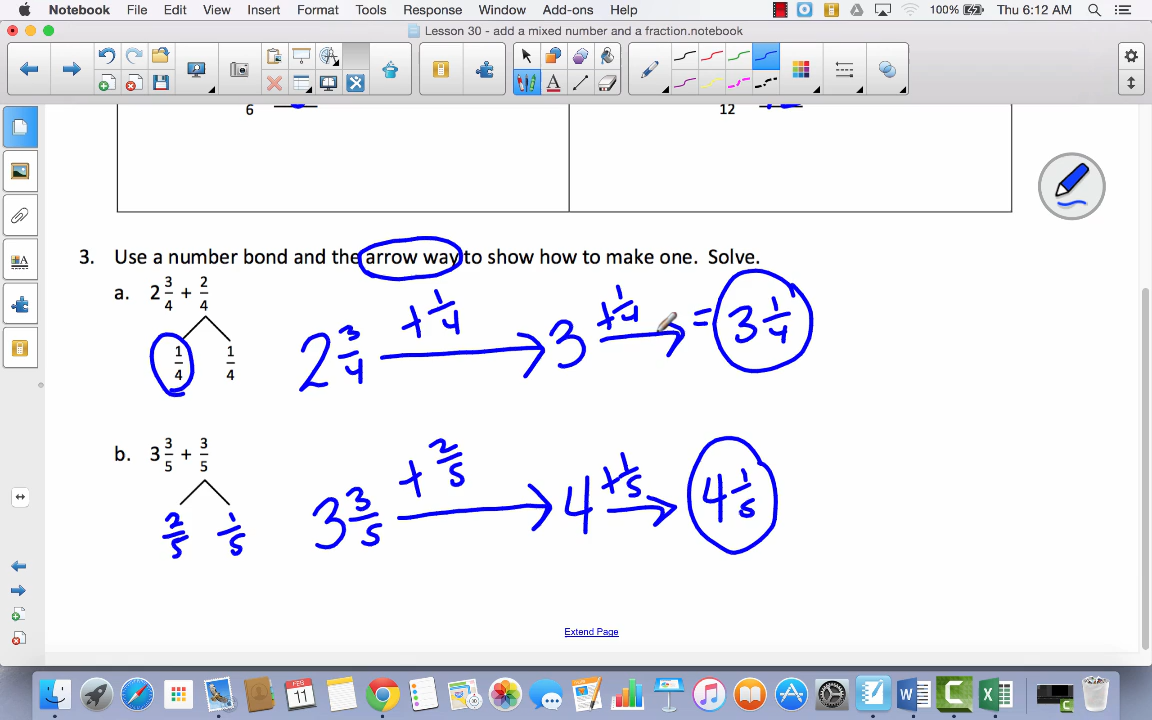 Notebook File Edit View Insert Format Tools Response Window Add-ons Help 100% Thu 6:12 AM
Lesson 30 - add a mixed number and a fraction.notebook
6
12
3. Use a number bond and the arrow way to show how to make one. Solve.
a. 2 3/4 + 2/4
1/4 1/4
2 3/4 +1/4 3 +1/4 = 3 1/4
b. 3 3/5 + 3/5
2/5 1/5
3 3/5 +2/5 4 +1/5 4 1/5
Extend Page
FEB
11